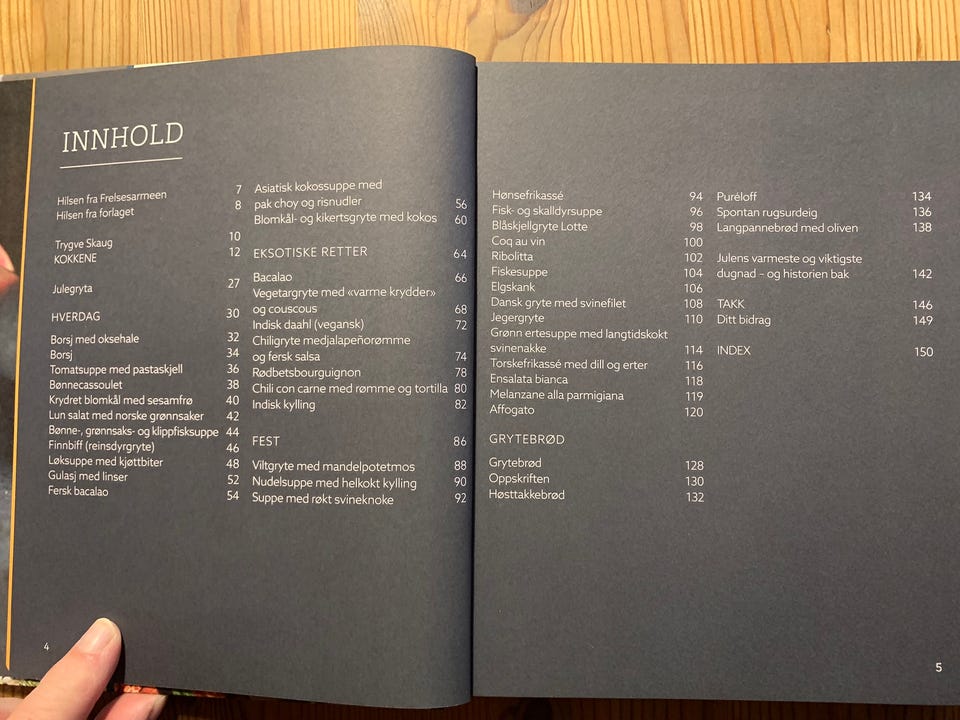 INNHOLD
Hilsen fra Frelsesarmeen 7
Hilsen fra forlaget 8
Trygve Skaug 10
KOKKENE 12
Julegryta 27
HVERDAG 30
Borsj med oksehale 32
Borsj 34
Tomatsuppe med pastaskjell 36
Bønnecassoulet 38
Krydret blomkål med sesamfrø 40
Lun salat med norske grønnsaker 42
Bønne-, grønnsaks- og klippfisksuppe 44
Finnbiff (reinsdyrgryte) 46
Løksuppe med kjøttbiter 48
Gulasj med linser 52
Fersk bacalao 54
Asiatisk kokossuppe med
pak choy og risnudler 56
Blomkål- og kikertsgryte med kokos 60
EKSOTISKE RETTER 64
Bacalao 66
Vegetargryte med «varme krydder»
og couscous 68
Indisk daahl (vegansk) 72
Chiligryte medjalapeñorømme
og fersk salsa 74
Rødbetsbourguignon 78
Chili con carne med rømme og tortilla 80
Indisk kylling 82
FEST 86
Viltgryte med mandelpotetmos 88
Nudelsuppe med helkokt kylling 90
Suppe med røkt svineknoke 92
4
Hønsefrikassé 94
Fisk- og skalldyrsuppe 96
Blåskjellgryte Lotte 98
Coq au vin 100
Ribolitta 102
Fiskesuppe 104
Elgskank 106
Dansk gryte med svinefilet 108
Jegergryte 110
Grønn ertesuppe med langtidskokt
svinenakke 114
Torskefrikassé med dill og erter 116
Ensalata bianca 118
Melanzane alla parmigiana 119
Affogato 120
GRYTEBRØD
Grytebrød 128
Oppskriften 130
Høsttakkebrød 132
Puréloff 134
Spontan rugsurdeig 136
Langpannebrød med oliven 138
Julens varmeste og viktigste
dugnad – og historien bak 142
TAKK 146
Ditt bidrag 149
INDEX 150
5